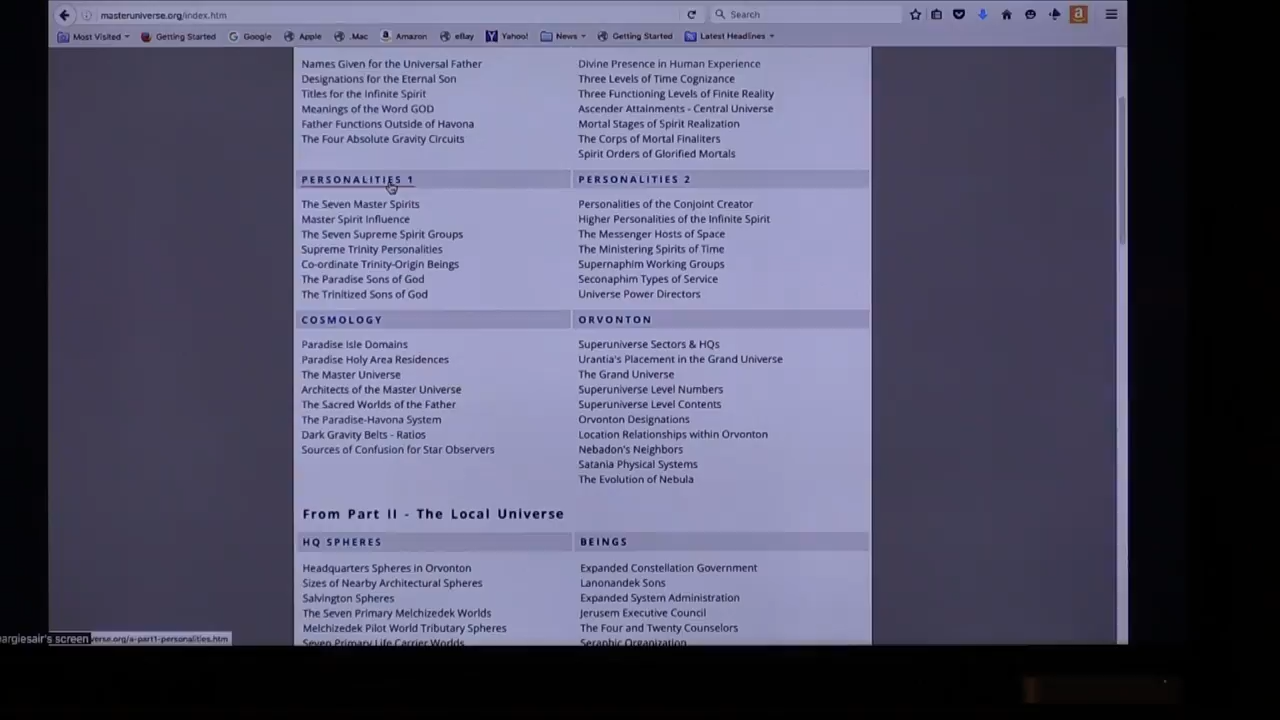 masteruniverse.org/index.htm
Search
Most Visited
Getting Started
Google
Apple
.Mac
Amazon
eBay
Yahoo!
News
Getting Started
Latest Headlines
Names Given for the Universal Father
Designations for the Eternal Son
Titles for the Infinite Spirit
Meanings of the Word GOD
Father Functions Outside of Havona
The Four Absolute Gravity Circuits
Divine Presence in Human Experience
Three Levels of Time Cognizance
Three Functioning Levels of Finite Reality
Ascender Attainments - Central Universe
Mortal Stages of Spirit Realization
The Corps of Mortal Finaliters
Spirit Orders of Glorified Mortals
PERSONALITIES 1
The Seven Master Spirits
Master Spirit Influence
The Seven Supreme Spirit Groups
Supreme Trinity Personalities
Co-ordinate Trinity-Origin Beings
The Paradise Sons of God
The Trinitized Sons of God
PERSONALITIES 2
Personalities of the Conjoint Creator
Higher Personalities of the Infinite Spirit
The Messenger Hosts of Space
The Ministering Spirits of Time
Supernaphim Working Groups
Seconaphim Types of Service
Universe Power Directors
COSMOLOGY
Paradise Isle Domains
Paradise Holy Area Residences
The Master Universe
Architects of the Master Universe
The Sacred Worlds of the Father
The Paradise-Havona System
Dark Gravity Belts - Ratios
Sources of Confusion for Star Observers
ORVONTON
Superuniverse Sectors & HQs
Urantia's Placement in the Grand Universe
The Grand Universe
Superuniverse Level Numbers
Superuniverse Level Contents
Orvonton Designations
Location Relationships within Orvonton
Nebadon's Neighbors
Satania Physical Systems
The Evolution of Nebula
From Part II - The Local Universe
HQ SPHERES
Headquarters Spheres in Orvonton
Sizes of Nearby Architectural Spheres
Salvington Spheres
The Seven Primary Melchizedek Worlds
Melchizedek Pilot World Tributary Spheres
Seven Primary Life Carrier Worlds
BEINGS
Expanded Constellation Government
Lanonandek Sons
Expanded System Administration
Jerusem Executive Council
The Four and Twenty Counselors
Seraphic Organization
argiesair's screen
verse.org/a-part1-personalities.htm